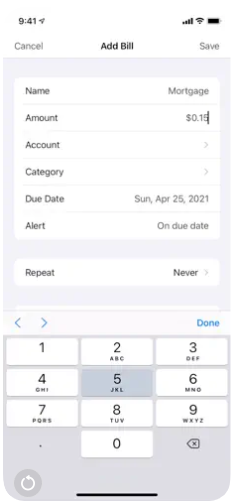 9:41
Cancel Add Bill Save
Name Mortgage
Amount $0.15
Account
Category
Due Date Sun, Apr 25, 2021
Alert On due date
Repeat Never
Done
1 2 3
ABC DEF
4 5 6
GHI JKL MNO
7 8 9
PQRS TUV WXYZ
. 0